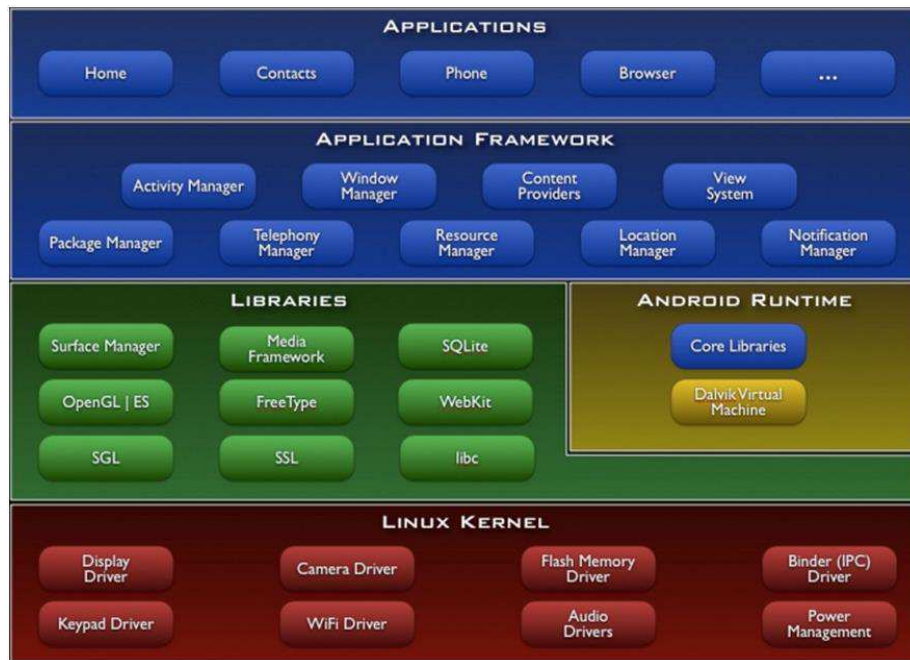 APPLICATIONS
Home
Contacts
Phone
Browser
...
APPLICATION FRAMEWORK
Activity Manager
Window
Manager
Content
Providers
View
System
Package Manager
Telephony
Manager
Resource
Manager
Location
Manager
Notification
Manager
LIBRARIES
Surface Manager
Media
Framework
SQLite
OpenGL | ES
FreeType
WebKit
SGL
SSL
libc
ANDROID RUNTIME
Core Libraries
Dalvik Virtual
Machine
LINUX KERNEL
Display
Driver
Camera Driver
Flash Memory
Driver
Binder (IPC)
Driver
Keypad Driver
WiFi Driver
Audio
Drivers
Power
Management